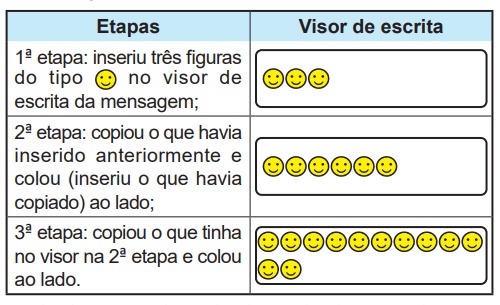 Etapas
Visor de escrita
1ª etapa: inseriu três figuras
do tipo no visor de
escrita da mensagem;
2ª etapa: copiou o que havia
inserido anteriormente e
colou (inseriu o que havia
copiado) ao lado;
3ª etapa: copiou o que tinha
no visor na 2ª etapa e colou
ao lado.